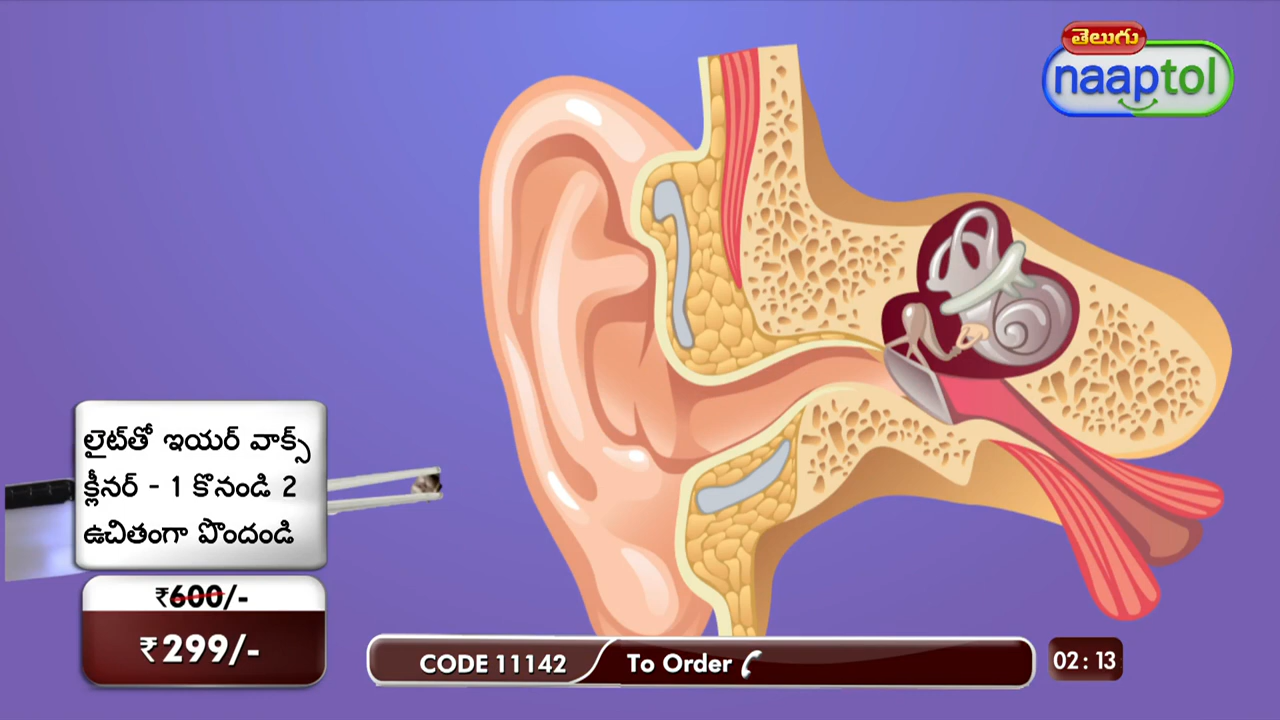 తెలుగు
naaptol
లైట్‌తో ఇయర్ వాక్స్
క్లీనర్ - 1 కొనండి 2
ఉచితంగా పొందండి
₹600/-
₹299/-
CODE 11142 To Order
02 : 13